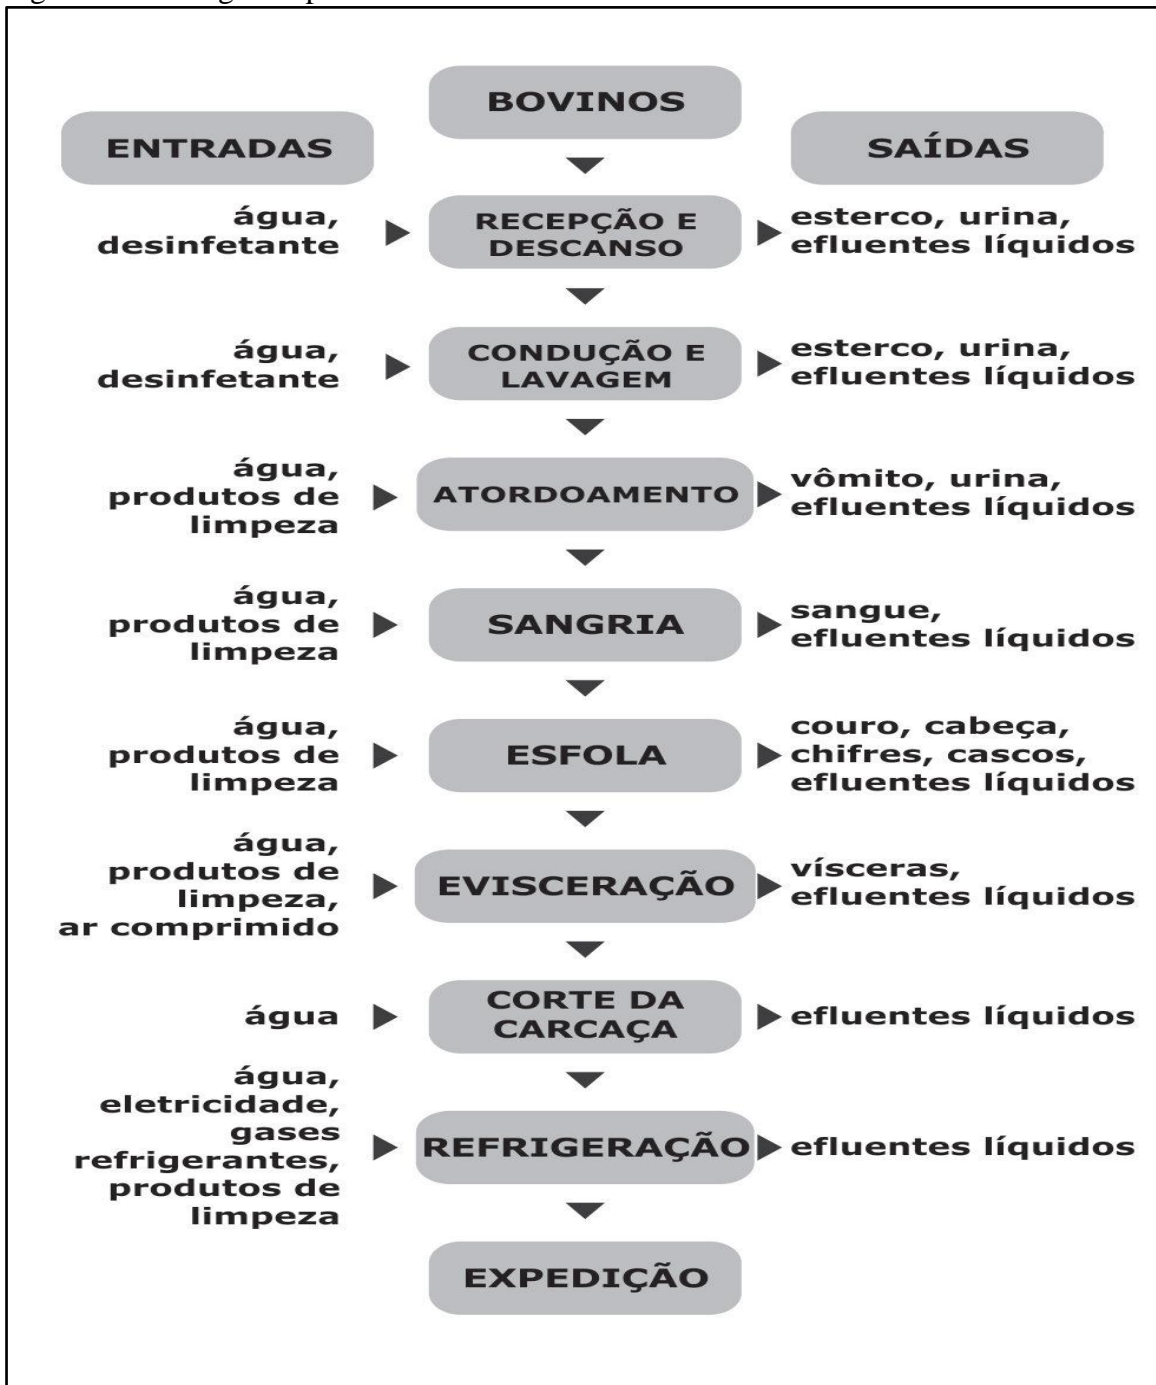 BOVINOS
ENTRADAS
SAÍDAS
água,
desinfetante
RECEPÇÃO E
DESCANSO
esterco, urina,
efluentes líquidos
água,
desinfetante
CONDUÇÃO E
LAVAGEM
esterco, urina,
efluentes líquidos
água,
produtos de
limpeza
ATORDOAMENTO
vômito, urina,
efluentes líquidos
água,
produtos de
limpeza
SANGRIA
sangue,
efluentes líquidos
água,
produtos de
limpeza
ESFOLA
couro, cabeça,
chifres, cascos,
efluentes líquidos
água,
produtos de
limpeza,
ar comprimido
EVISCERAÇÃO
vísceras,
efluentes líquidos
água
CORTE DA
CARCAÇA
efluentes líquidos
água,
eletricidade,
gases
refrigerantes,
produtos de
limpeza
REFRIGERAÇÃO
efluentes líquidos
EXPEDIÇÃO